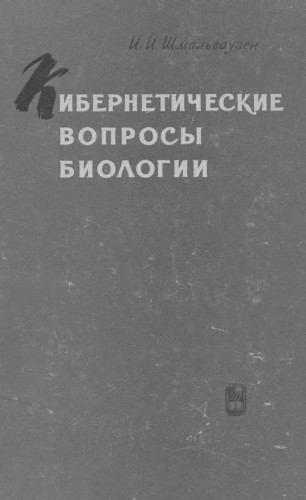 И. И. Шмальгаузен
КИБЕРНЕТИЧЕСКИЕ
ВОПРОСЫ
БИОЛОГИИ